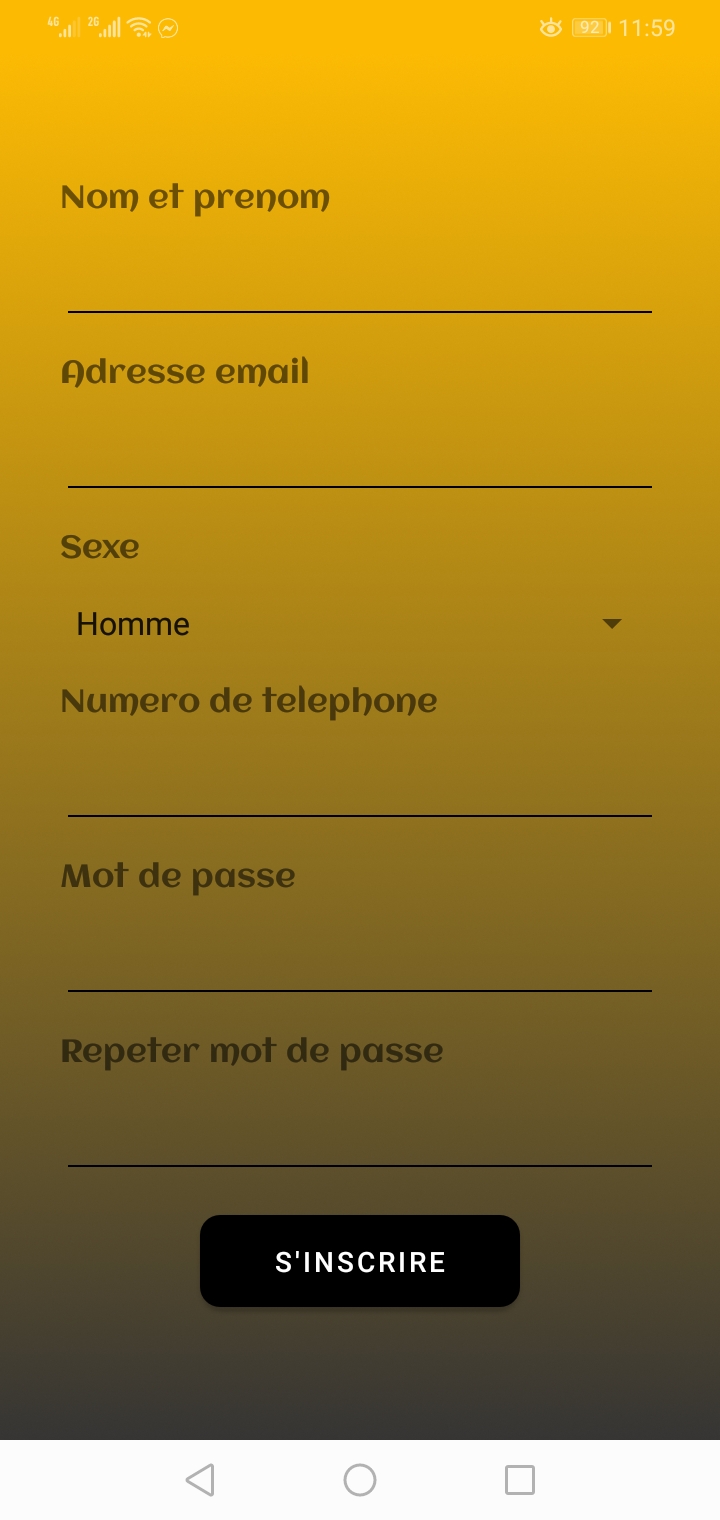 4G 2G 92 11:59
Nom et prenom
Adresse email
Sexe
Homme
Numero de telephone
Mot de passe
Repeter mot de passe
S'INSCRIRE